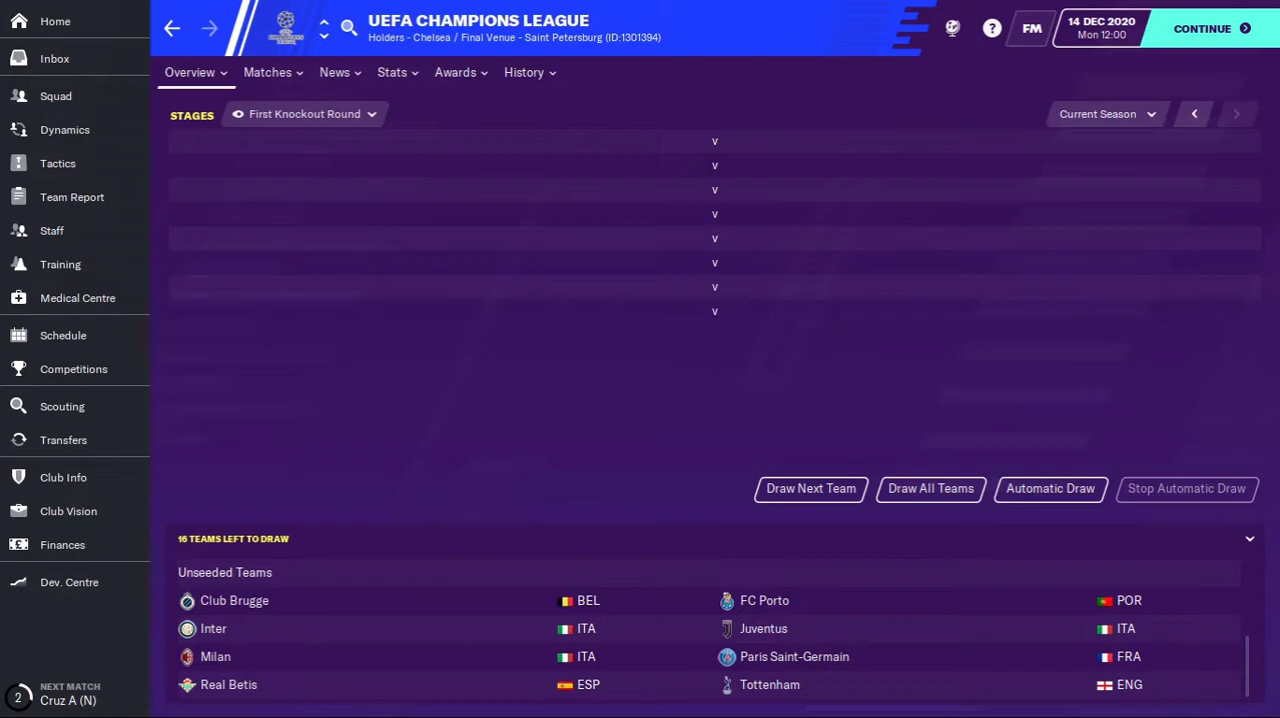 Home
Inbox
Squad
Dynamics
Tactics
Team Report
Staff
Training
Medical Centre
Schedule
Competitions
Scouting
Transfers
Club Info
Club Vision
Finances
Dev. Centre
2
NEXT MATCH
Cruz A (N)
UEFA CHAMPIONS LEAGUE
Holders - Chelsea / Final Venue - Saint Petersburg (ID:1301394)
?
FM
14 DEC 2020
Mon 12:00
CONTINUE
Overview
Matches
News
Stats
Awards
History
STAGES
First Knockout Round
Current Season
v
v
v
v
v
v
v
v
Draw Next Team
Draw All Teams
Automatic Draw
Stop Automatic Draw
16 TEAMS LEFT TO DRAW
Unseeded Teams
Club Brugge BEL FC Porto POR
Inter ITA Juventus ITA
Milan ITA Paris Saint-Germain FRA
Real Betis ESP Tottenham ENG